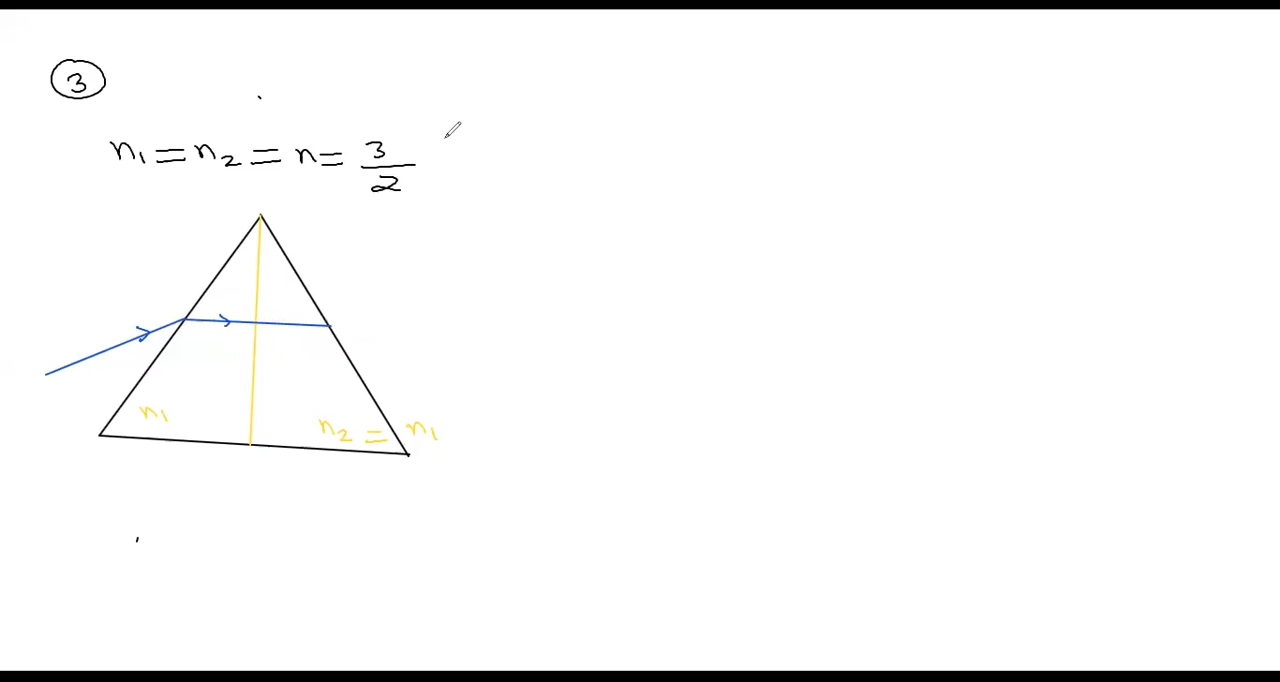 3
n₁ = n₂ = n = 3/2
n₁
n₂ = n₁